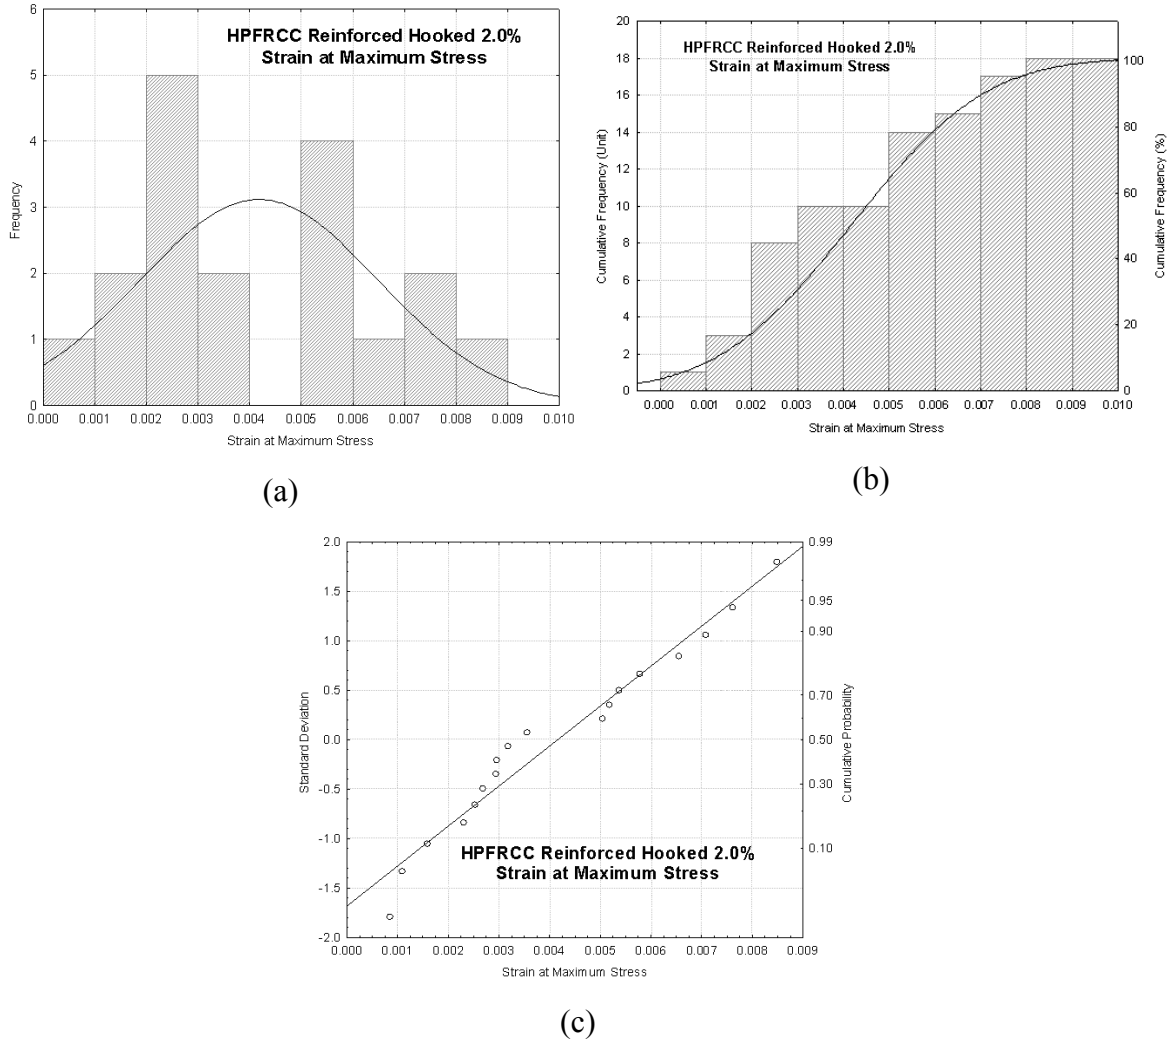 HPFRCC Reinforced Hooked 2.0%
Strain at Maximum Stress
6
5
4
3
2
1
0
Frequency
0.000 0.001 0.002 0.003 0.004 0.005 0.006 0.007 0.008 0.009 0.010
Strain at Maximum Stress
(a)
HPFRCC Reinforced Hooked 2.0%
Strain at Maximum Stress
20
18
16
14
12
10
8
6
4
2
0
Cumulative Frequency (Unit)
100
80
60
40
20
0
Cumulative Frequency (%)
0.000 0.001 0.002 0.003 0.004 0.005 0.006 0.007 0.008 0.009 0.010
Strain at Maximum Stress
(b)
2.0
1.5
1.0
0.5
0.0
-0.5
-1.0
-1.5
-2.0
Standard Deviation
0.99
0.95
0.90
0.70
0.50
0.30
0.10
Cumulative Probability
HPFRCC Reinforced Hooked 2.0%
Strain at Maximum Stress
0.000 0.001 0.002 0.003 0.004 0.005 0.006 0.007 0.008 0.009
Strain at Maximum Stress
(c)